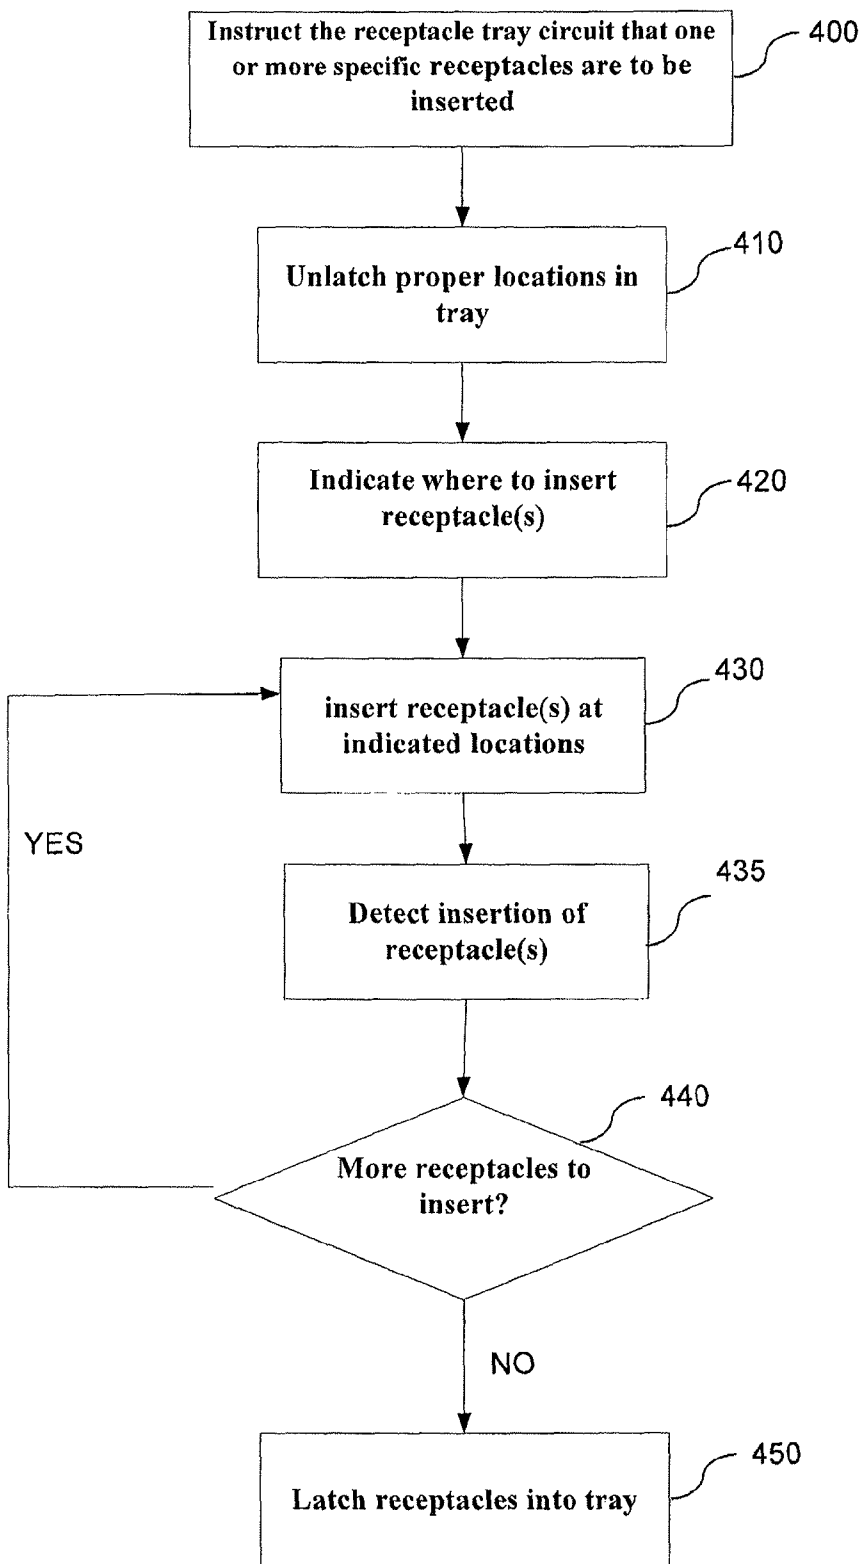 Instruct the receptacle tray circuit that one
or more specific receptacles are to be
inserted
400
Unlatch proper locations in
tray
410
Indicate where to insert
receptacle(s)
420
insert receptacle(s) at
indicated locations
430
YES
Detect insertion of
receptacle(s)
435
More receptacles to
insert?
440
NO
Latch receptacles into tray
450